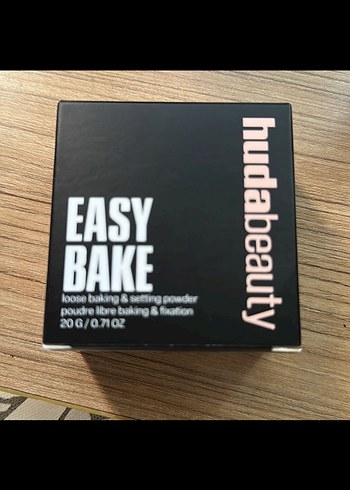 EASY
BAKE
loose baking & setting powder
poudre libre baking & fixation
20 G / 0.71 OZ
hudabeauty